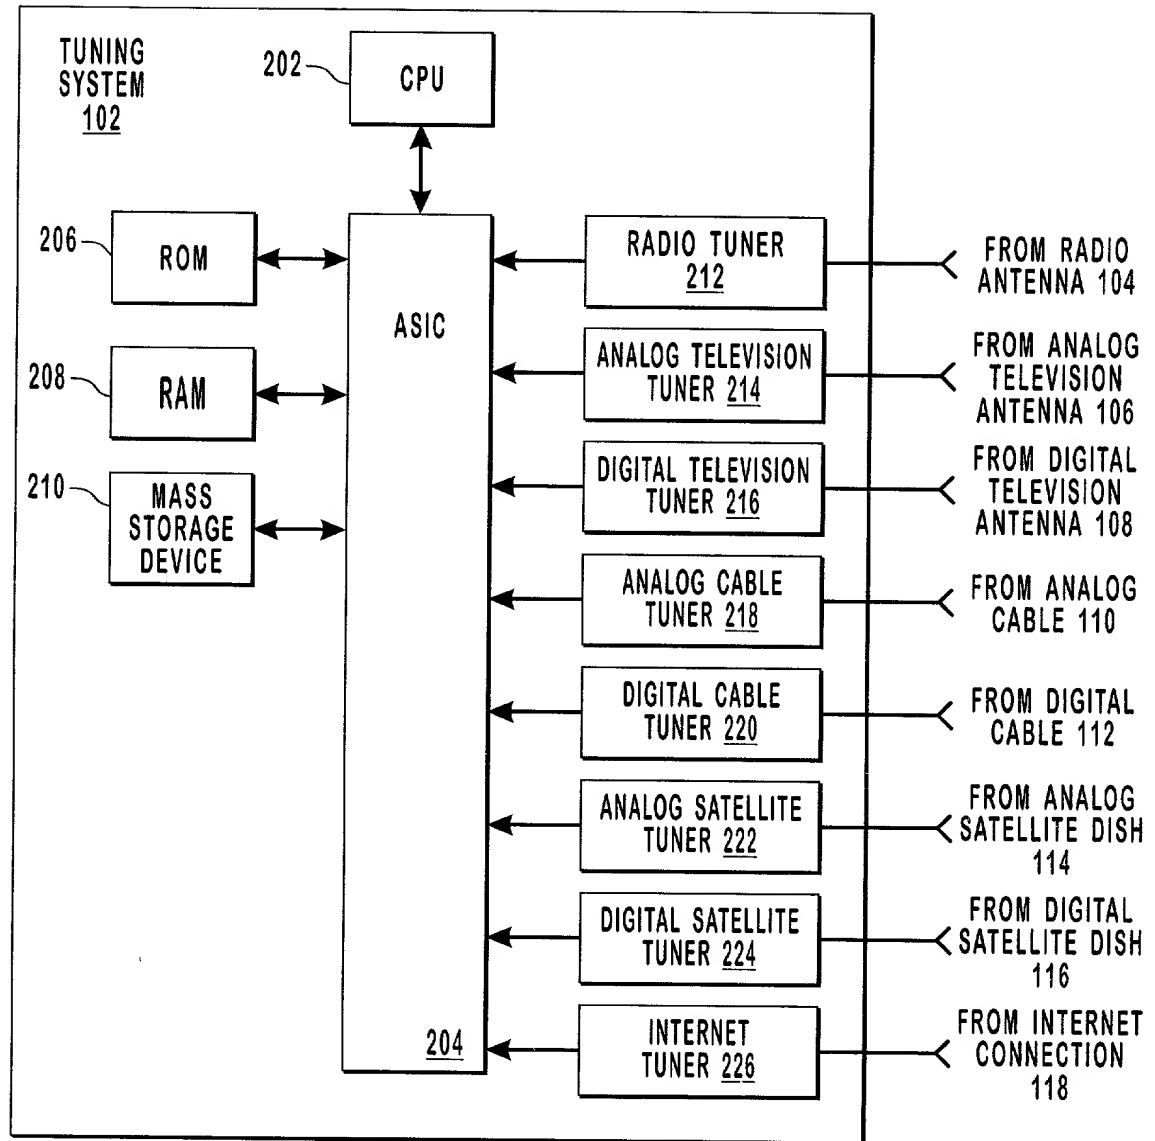 TUNING
SYSTEM
102
202
CPU
206
ROM
208
RAM
210
MASS
STORAGE
DEVICE
ASIC
204
RADIO TUNER
212
FROM RADIO
ANTENNA 104
ANALOG TELEVISION
TUNER 214
FROM ANALOG
TELEVISION
ANTENNA 106
DIGITAL TELEVISION
TUNER 216
FROM DIGITAL
TELEVISION
ANTENNA 108
ANALOG CABLE
TUNER 218
FROM ANALOG
CABLE 110
DIGITAL CABLE
TUNER 220
FROM DIGITAL
CABLE 112
ANALOG SATELLITE
TUNER 222
FROM ANALOG
SATELLITE DISH
114
DIGITAL SATELLITE
TUNER 224
FROM DIGITAL
SATELLITE DISH
116
INTERNET
TUNER 226
FROM INTERNET
CONNECTION
118